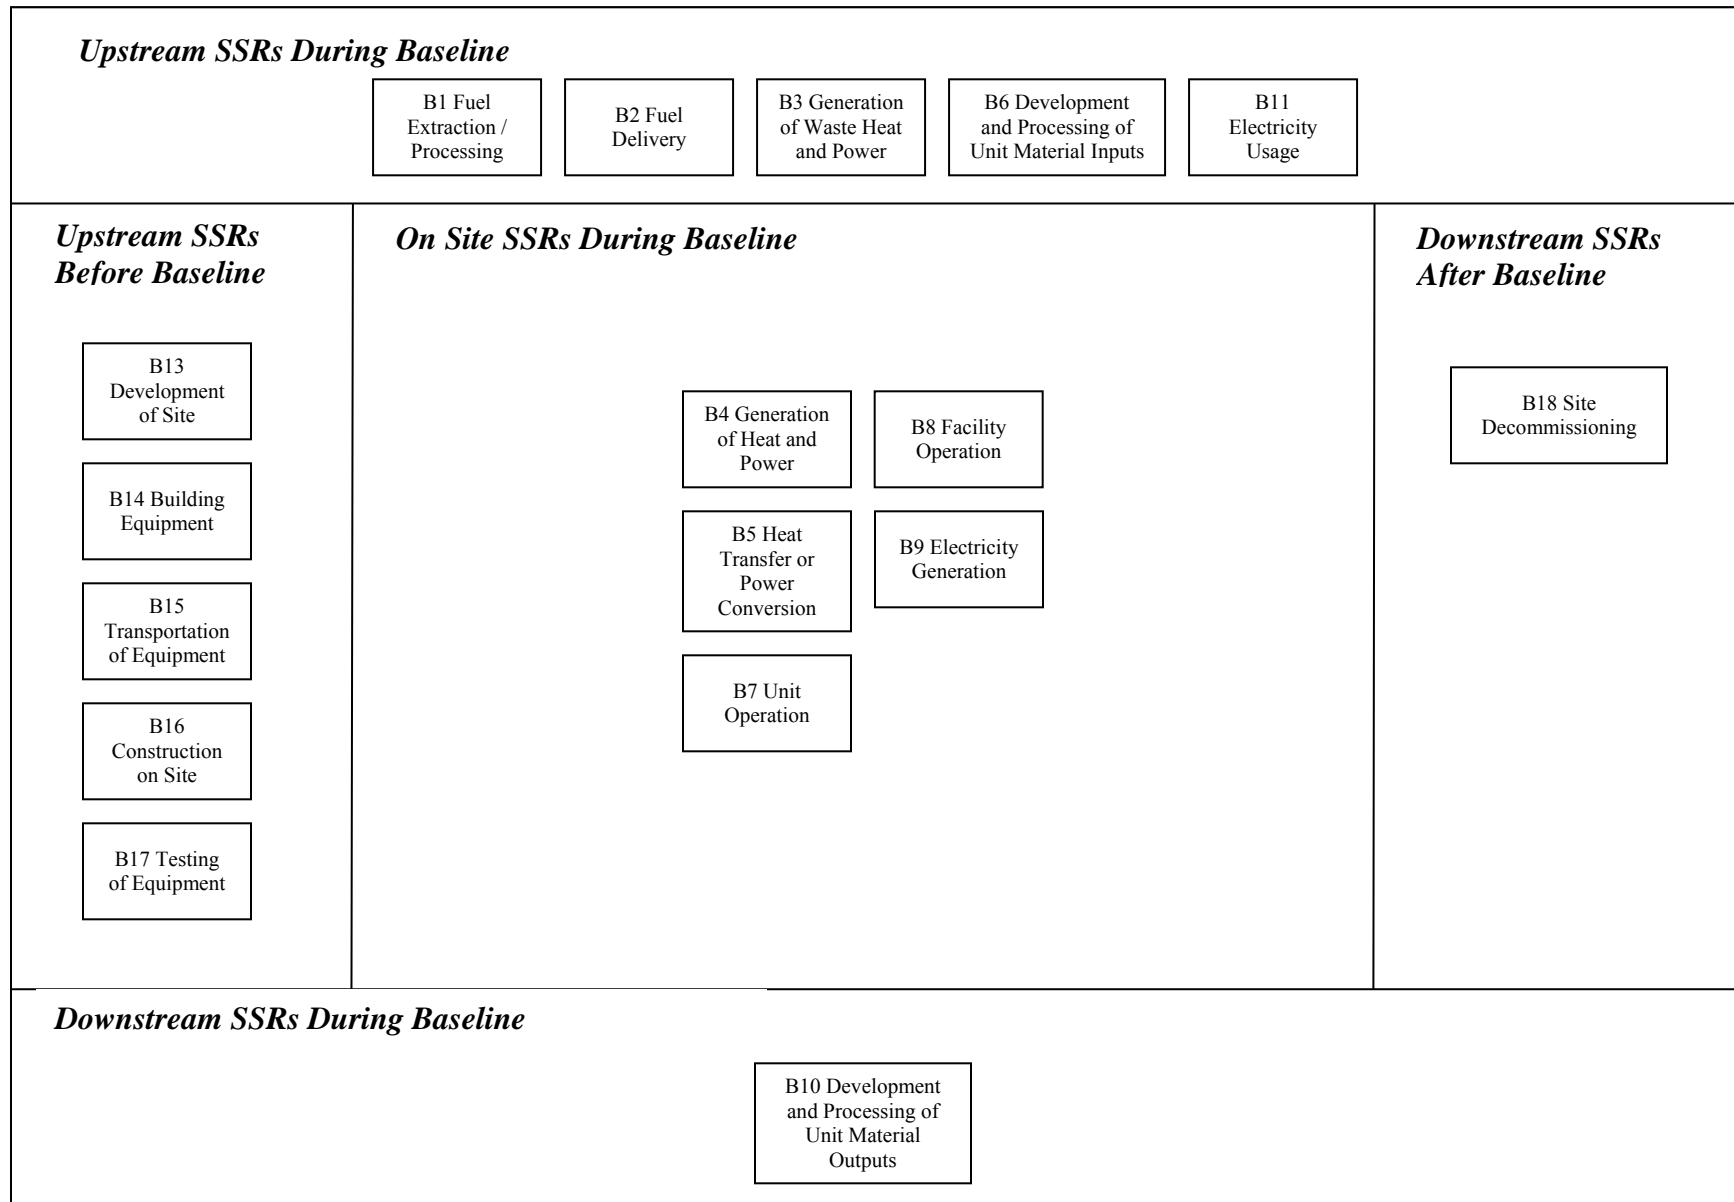 Upstream SSRs During Baseline
B1 Fuel
Extraction /
Processing
B2 Fuel
Delivery
B3 Generation
of Waste Heat
and Power
B6 Development
and Processing of
Unit Material Inputs
B11
Electricity
Usage
Upstream SSRs
Before Baseline
B13
Development
of Site
B14 Building
Equipment
B15
Transportation
of Equipment
B16
Construction
on Site
B17 Testing
of Equipment
On Site SSRs During Baseline
B4 Generation
of Heat and
Power
B8 Facility
Operation
B5 Heat
Transfer or
Power
Conversion
B9 Electricity
Generation
B7 Unit
Operation
Downstream SSRs
After Baseline
B18 Site
Decommissioning
Downstream SSRs During Baseline
B10 Development
and Processing of
Unit Material
Outputs